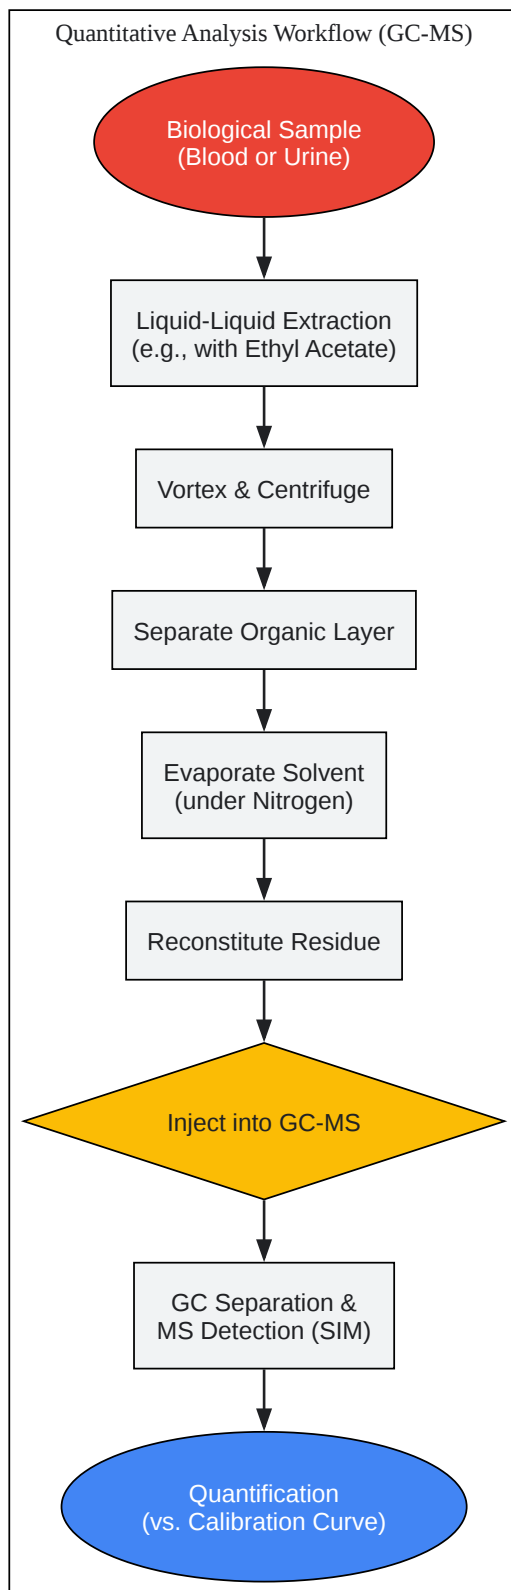 Quantitative Analysis Workflow (GC-MS)
Biological Sample
(Blood or Urine)
Liquid-Liquid Extraction
(e.g., with Ethyl Acetate)
Vortex & Centrifuge
Separate Organic Layer
Evaporate Solvent
(under Nitrogen)
Reconstitute Residue
Inject into GC-MS
GC Separation &
MS Detection (SIM)
Quantification
(vs. Calibration Curve)